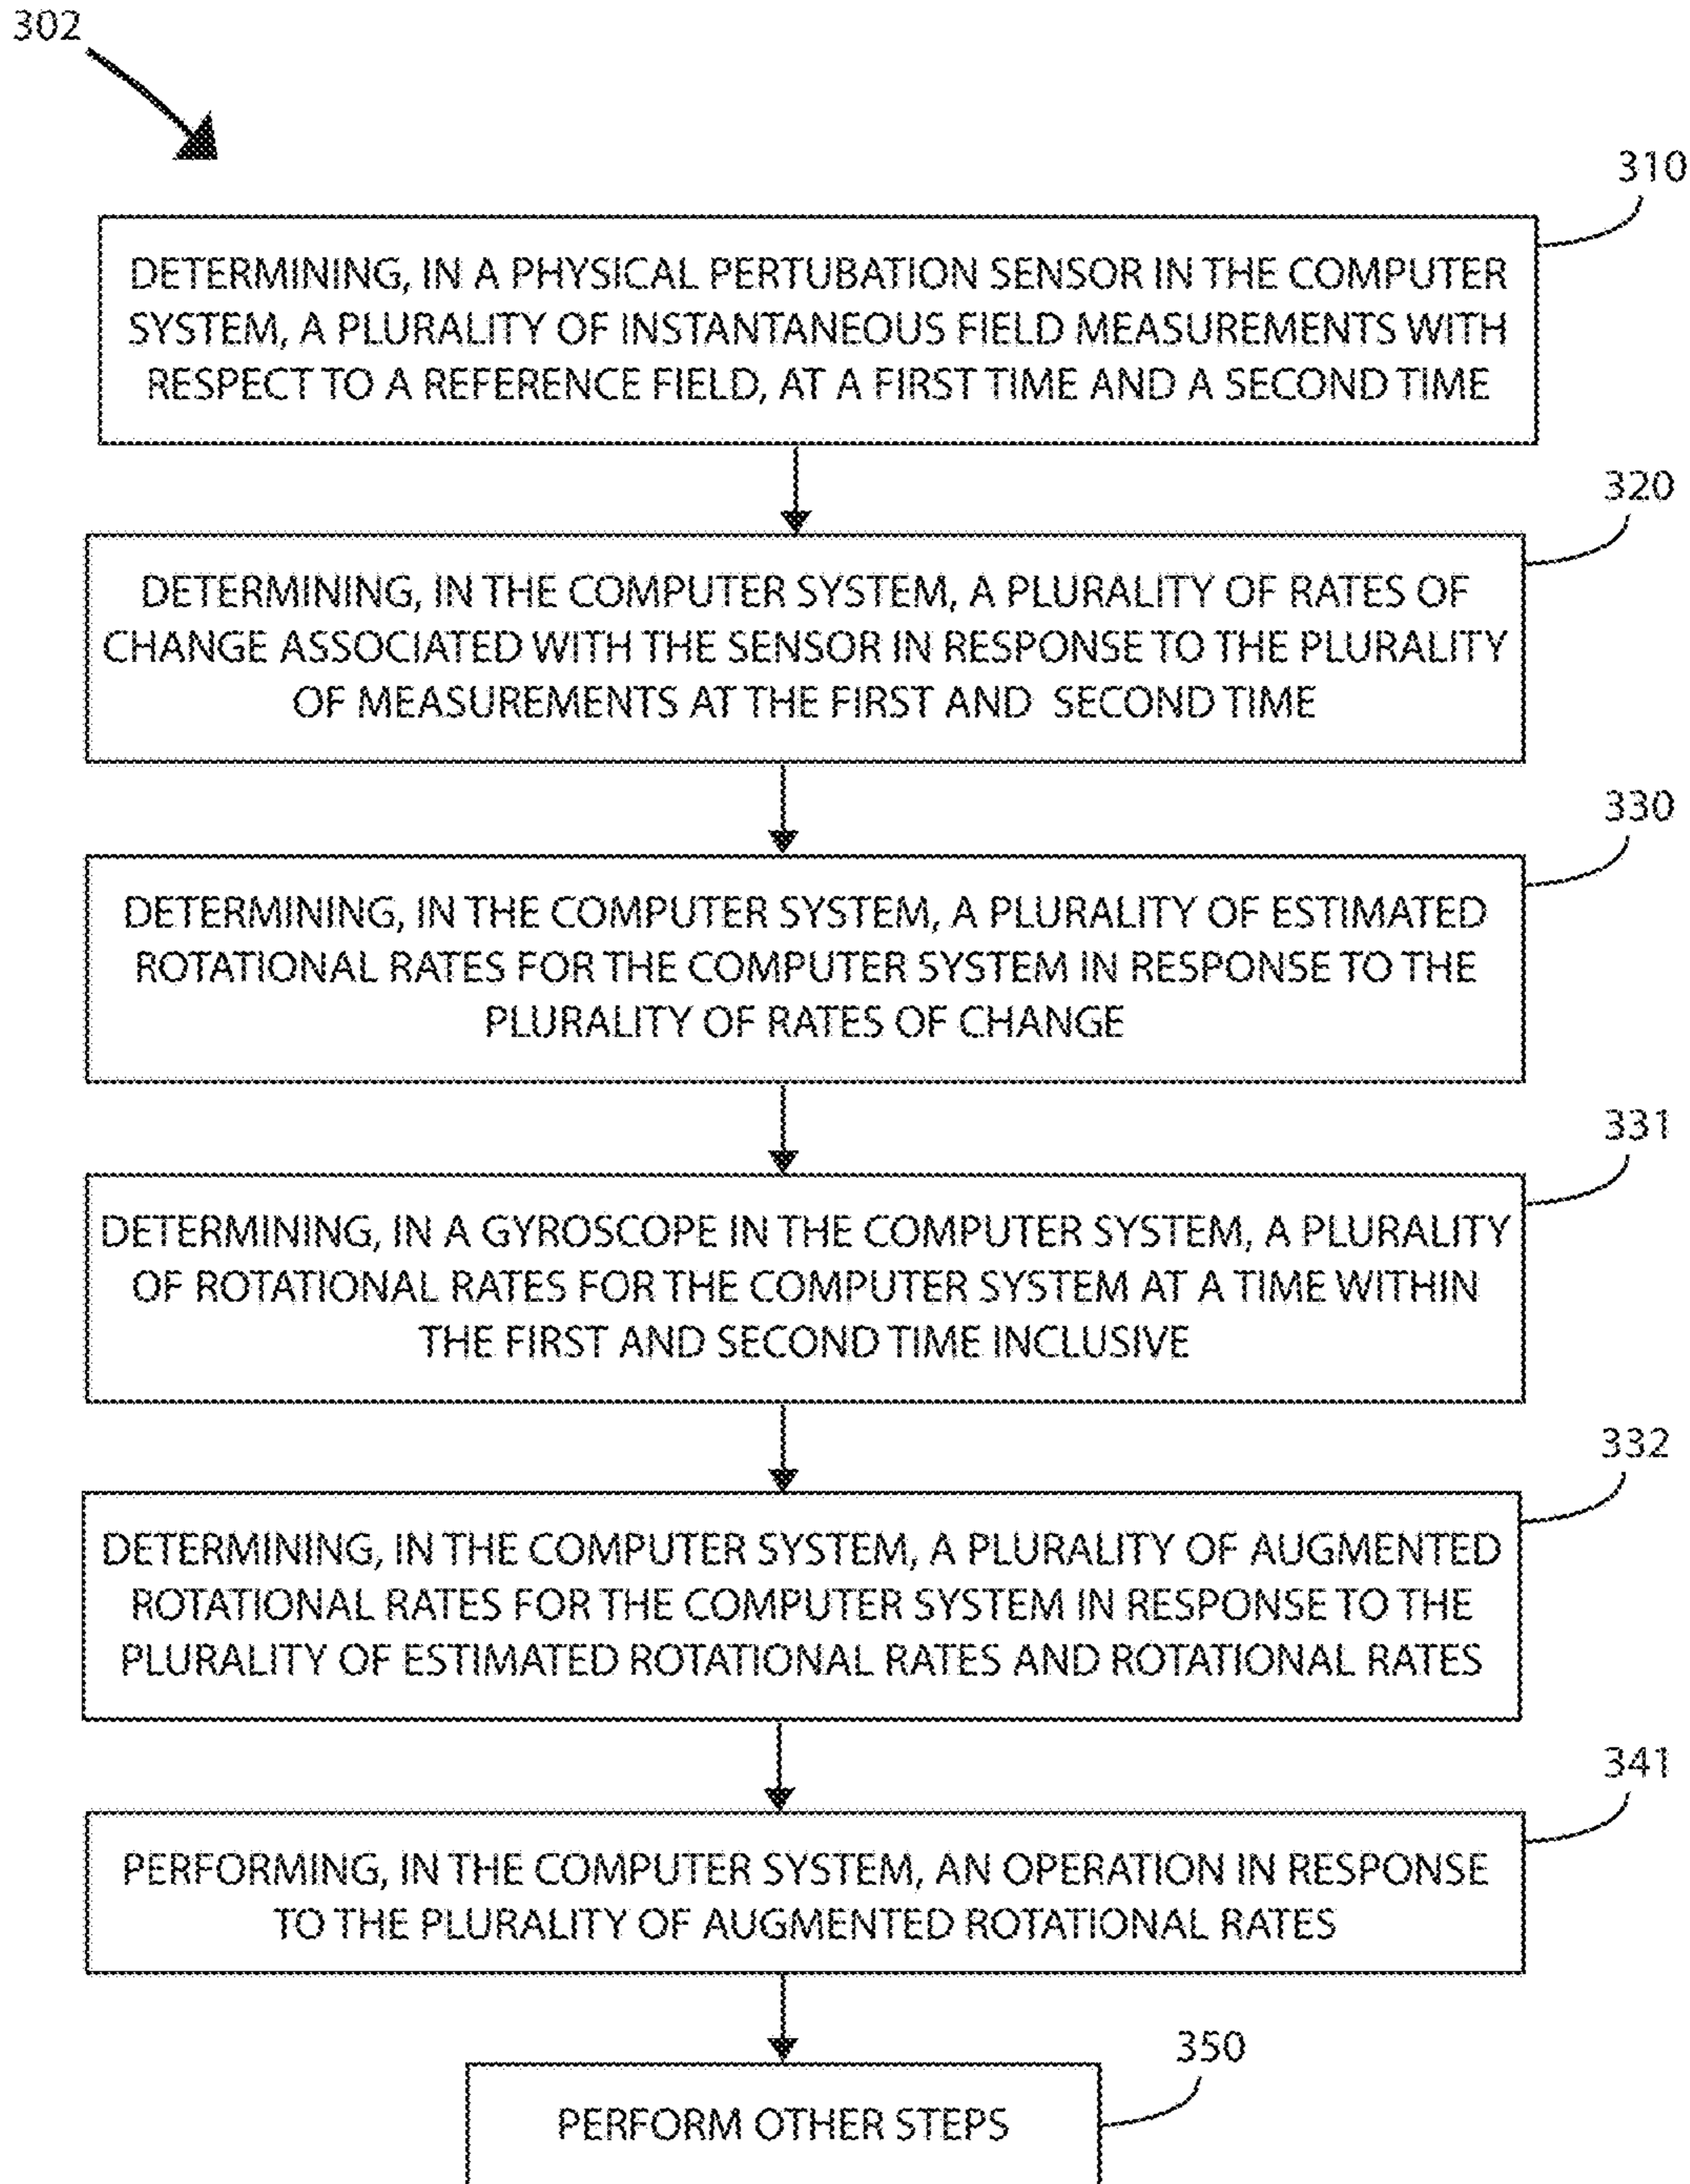 302
310
DETERMINING, IN A PHYSICAL PERTUBATION SENSOR IN THE COMPUTER
SYSTEM, A PLURALITY OF INSTANTANEOUS FIELD MEASUREMENTS WITH
RESPECT TO A REFERENCE FIELD, AT A FIRST TIME AND A SECOND TIME
320
DETERMINING, IN THE COMPUTER SYSTEM, A PLURALITY OF RATES OF
CHANGE ASSOCIATED WITH THE SENSOR IN RESPONSE TO THE PLURALITY
OF MEASUREMENTS AT THE FIRST AND SECOND TIME
330
DETERMINING, IN THE COMPUTER SYSTEM, A PLURALITY OF ESTIMATED
ROTATIONAL RATES FOR THE COMPUTER SYSTEM IN RESPONSE TO THE
PLURALITY OF RATES OF CHANGE
331
DETERMINING, IN A GYROSCOPE IN THE COMPUTER SYSTEM, A PLURALITY
OF ROTATIONAL RATES FOR THE COMPUTER SYSTEM AT A TIME WITHIN
THE FIRST AND SECOND TIME INCLUSIVE
332
DETERMINING, IN THE COMPUTER SYSTEM, A PLURALITY OF AUGMENTED
ROTATIONAL RATES FOR THE COMPUTER SYSTEM IN RESPONSE TO THE
PLURALITY OF ESTIMATED ROTATIONAL RATES AND ROTATIONAL RATES
341
PERFORMING, IN THE COMPUTER SYSTEM, AN OPERATION IN RESPONSE
TO THE PLURALITY OF AUGMENTED ROTATIONAL RATES
350
PERFORM OTHER STEPS